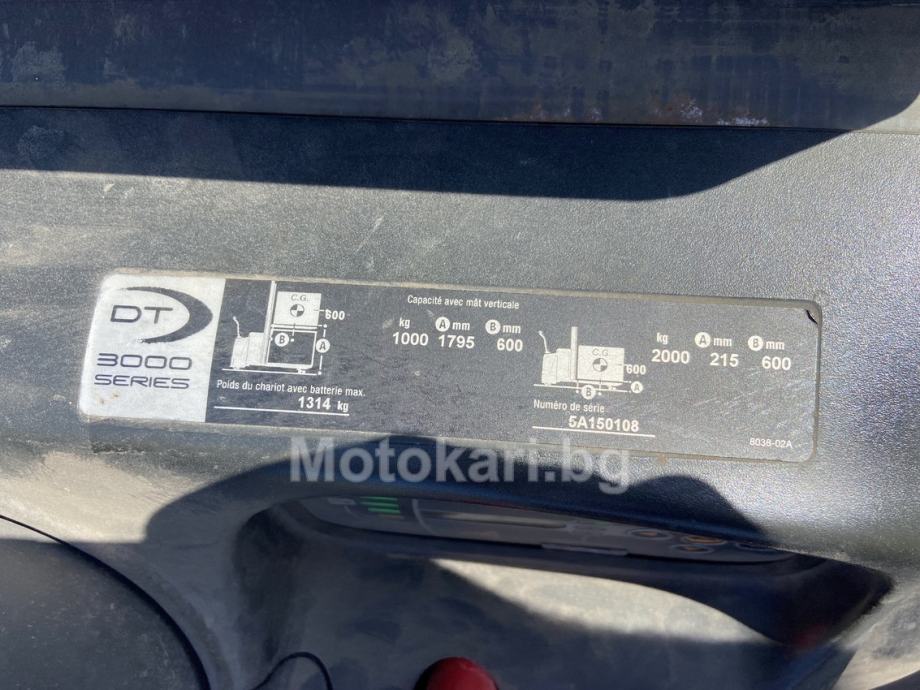 DT
3000
SERIES
C.G.
600
B
A
Poids du chariot avec batterie max.
1314 kg
Capacité avec mât verticale
kg A mm B mm
1000 1795 600
C.G.
600
B A
Numéro de série
5A150108
kg A mm B mm
2000 215 600
8038-02A
Motokari.bg